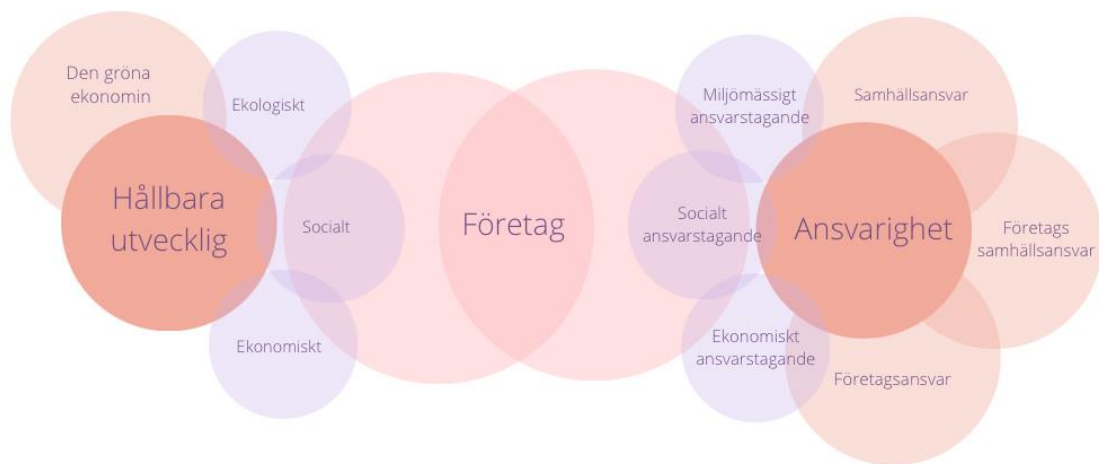 Den gröna
ekonomin
Ekologiskt
Hållbara
utvecklig
Socialt
Ekonomiskt
Företag
Miljömässigt
ansvarstagande
Socialt
ansvarstagande
Ekonomiskt
ansvarstagande
Ansvarighet
Samhällsansvar
Företags
samhällsansvar
Företagsansvar